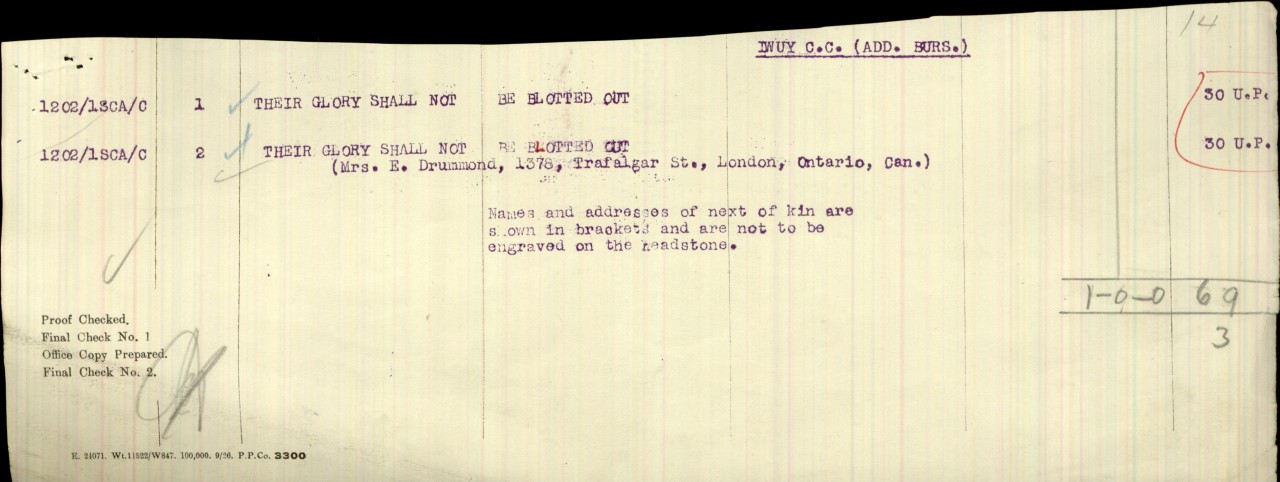 14
IWUY C.C. (ADD. BURS.)
1202/1SCA/C 1 THEIR GLORY SHALL NOT BE BLOTTED OUT 30 U.P.
1202/1SCA/C 2 THEIR GLORY SHALL NOT BE BLOTTED OUT 30 U.P.
(Mrs. E. Drummond, 1378, Trafalgar St., London, Ontario, Can.)
Names and addresses of next of kin are
shown in brackets and are not to be
engraved on the headstone.
1-0-0 69
3
Proof Checked.
Final Check No. 1
Office Copy Prepared.
Final Check No. 2.
E. 24071. Wt.11322/W847. 100,000. 9/26. P.P.Co. 3300